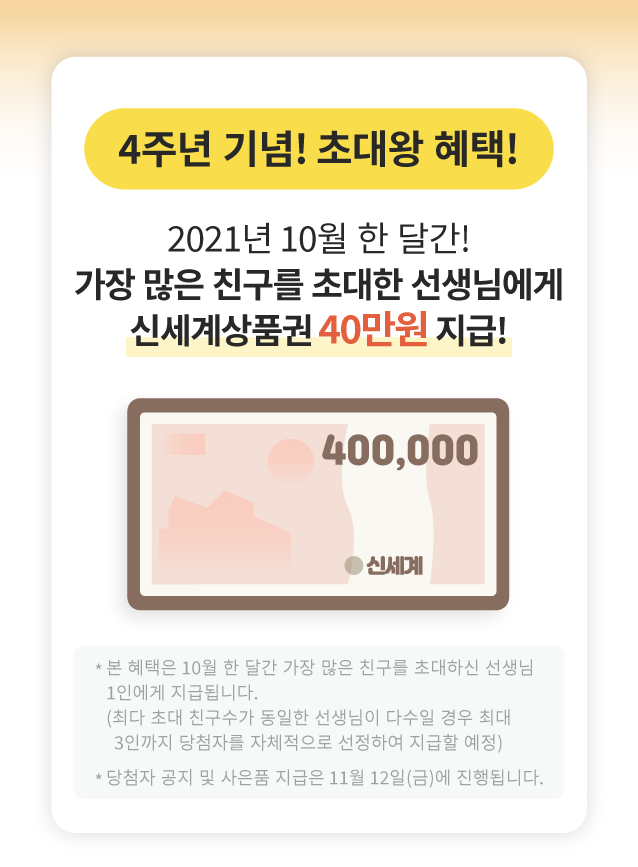 4주년 기념! 초대왕 혜택!
2021년 10월 한 달간!
가장 많은 친구를 초대한 선생님에게
신세계상품권 40만원 지급!
400,000
신세계
* 본 혜택은 10월 한 달간 가장 많은 친구를 초대하신 선생님
1인에게 지급됩니다.
(최다 초대 친구수가 동일한 선생님이 다수일 경우 최대
3인까지 당첨자를 자체적으로 선정하여 지급할 예정)
* 당첨자 공지 및 사은품 지급은 11월 12일(금)에 진행됩니다.